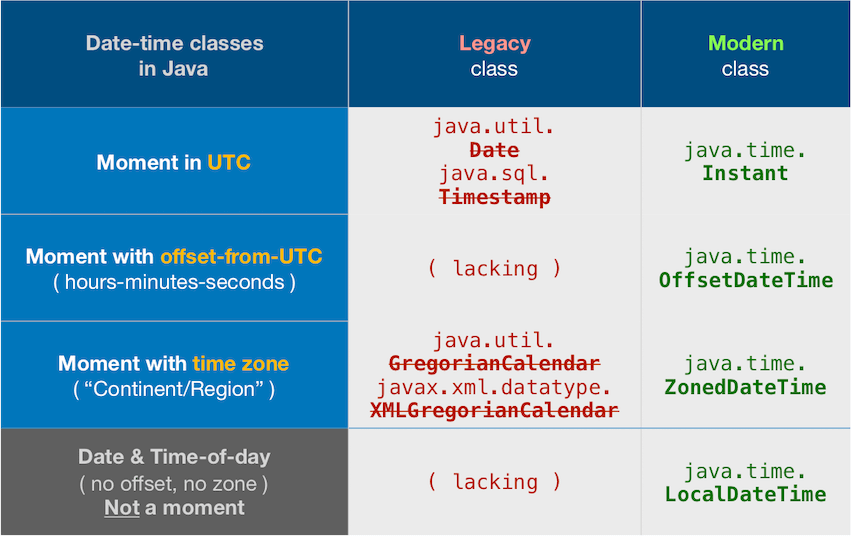 Date-time classes
in Java
Legacy
class
Modern
class
Moment in UTC
java.util.
Date
java.sql.
Timestamp
java.time.
Instant
Moment with offset-from-UTC
( hours-minutes-seconds )
( lacking )
java.time.
OffsetDateTime
Moment with time zone
( “Continent/Region” )
java.util.
GregorianCalendar
javax.xml.datatype.
XMLGregorianCalendar
java.time.
ZonedDateTime
Date & Time-of-day
( no offset, no zone )
Not a moment
( lacking )
java.time.
LocalDateTime